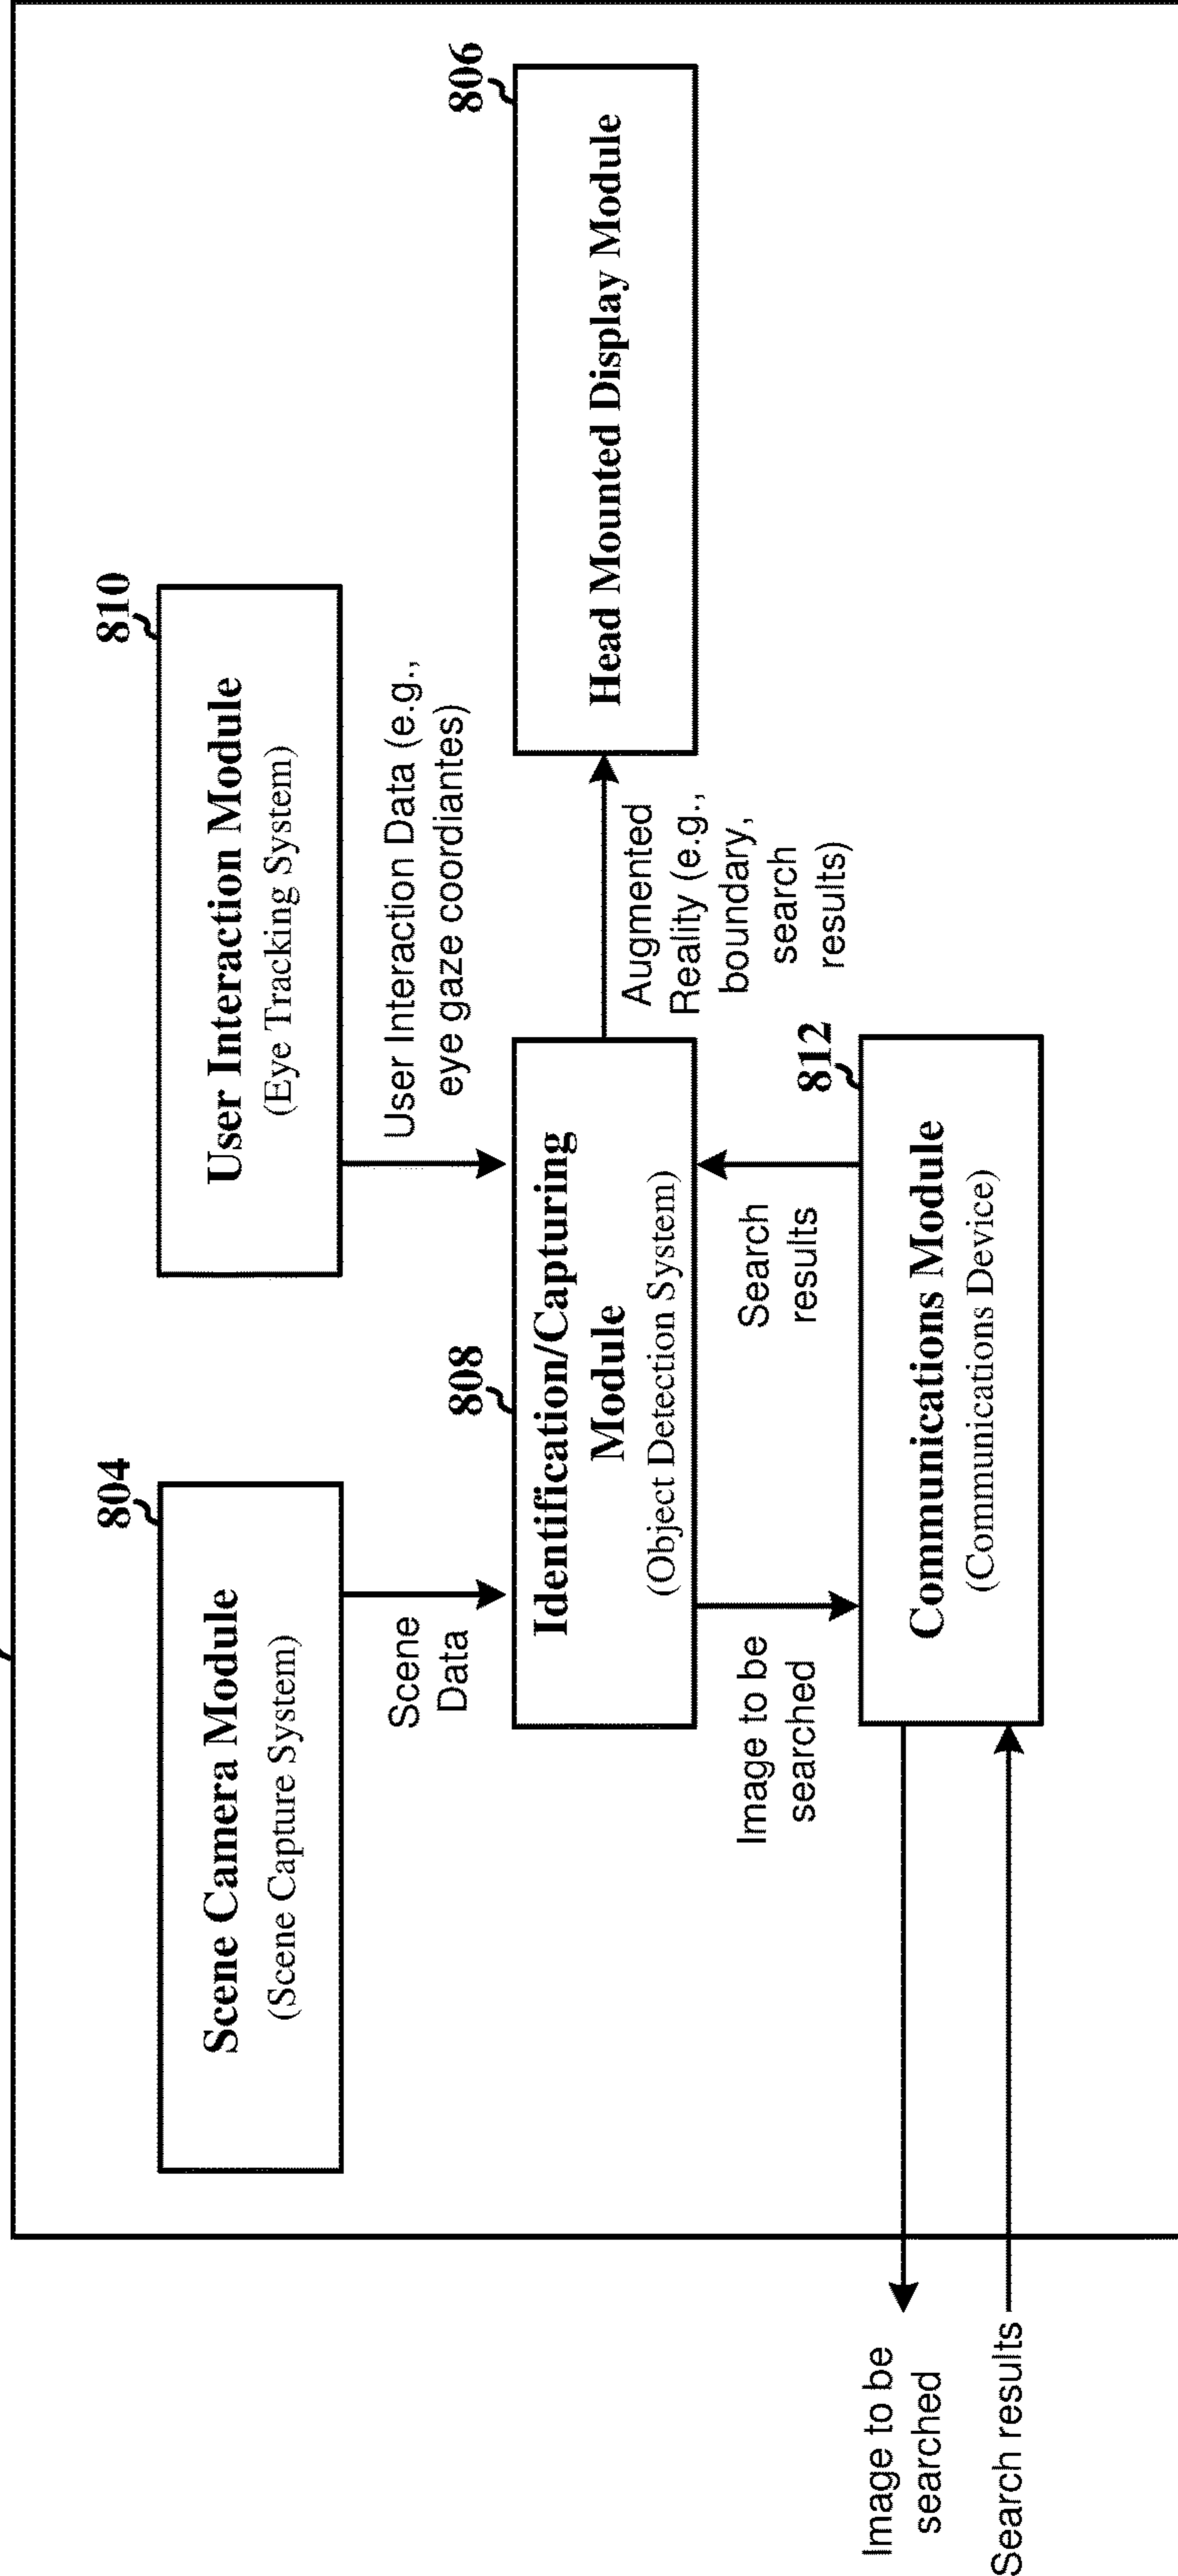 804
Scene Camera Module
(Scene Capture System)
810
User Interaction Module
(Eye Tracking System)
Scene
Data
User Interaction Data (e.g.,
eye gaze coordiantes)
808
Identification/Capturing
Module
(Object Detection System)
Augmented
Reality (e.g.,
boundary,
search
results)
806
Head Mounted Display Module
Image to be
searched
Search
results
812
Communications Module
(Communications Device)
Image to be
searched
Search results